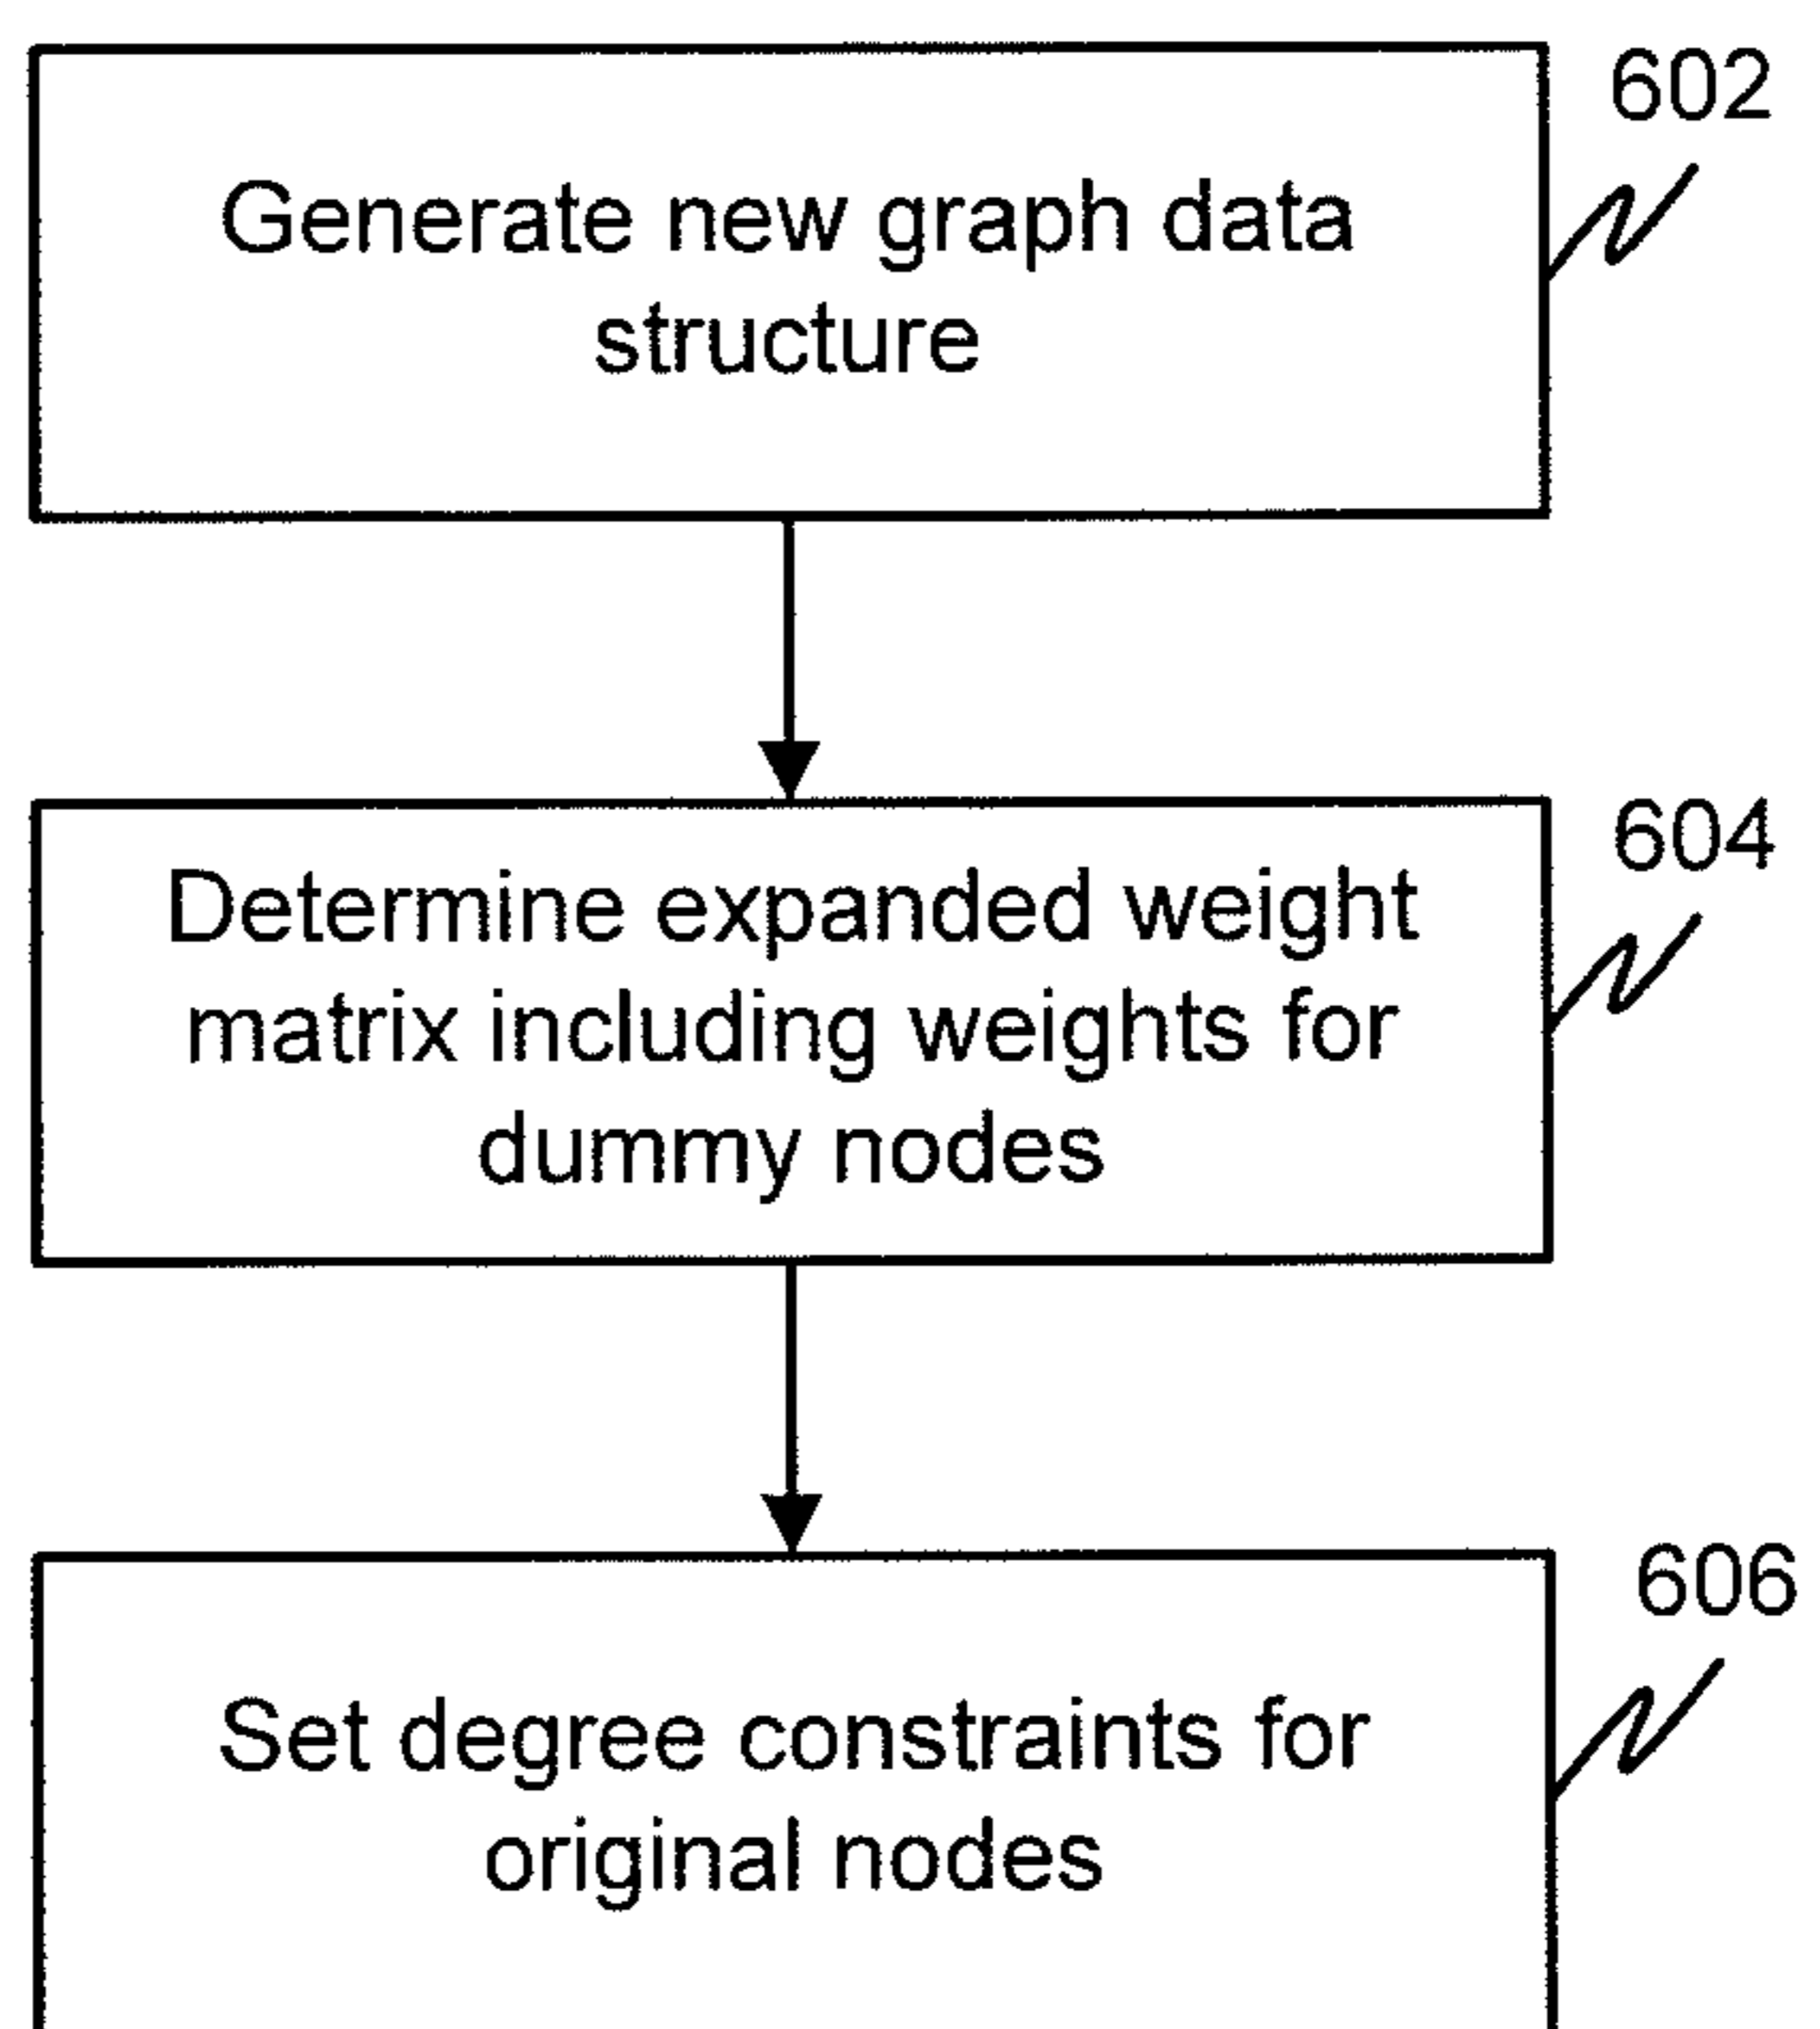 602
Generate new graph data
structure
604
Determine expanded weight
matrix including weights for
dummy nodes
606
Set degree constraints for
original nodes